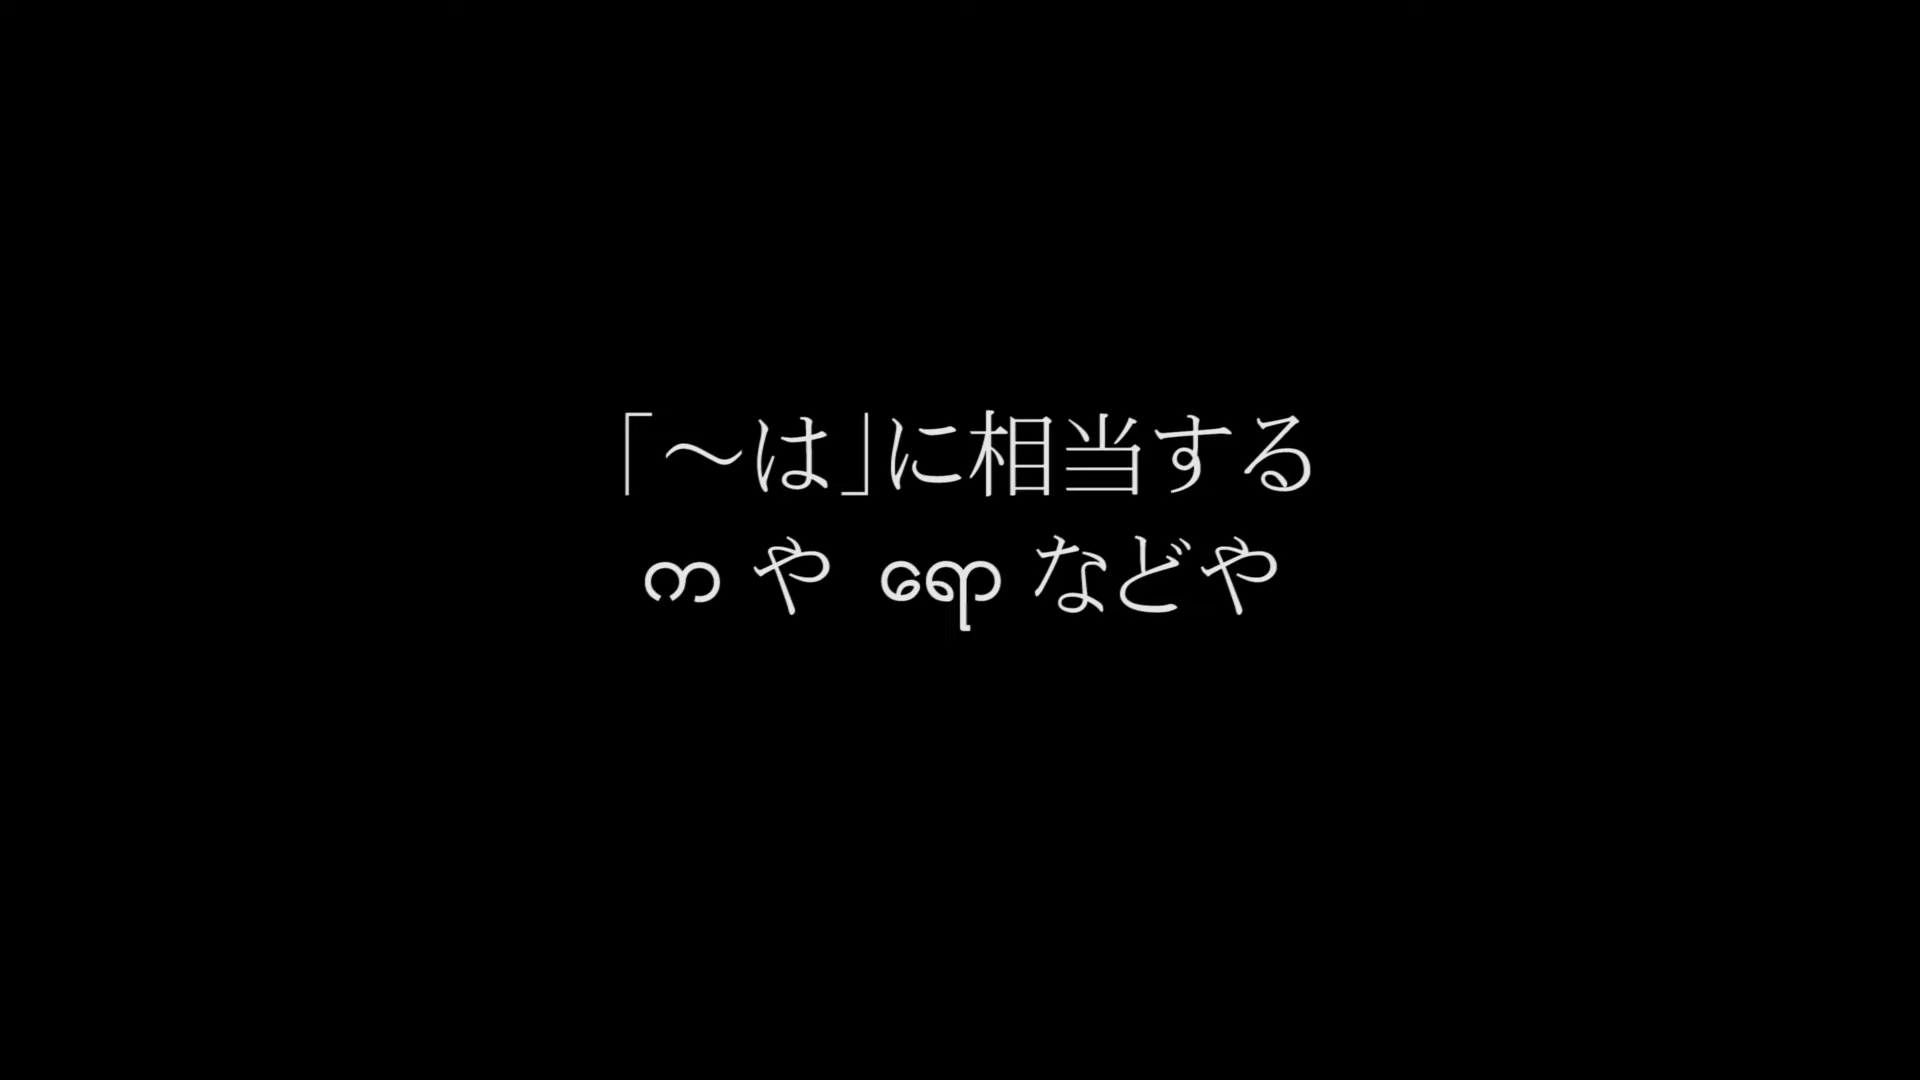 「～は」に相当する
က や ရော などや